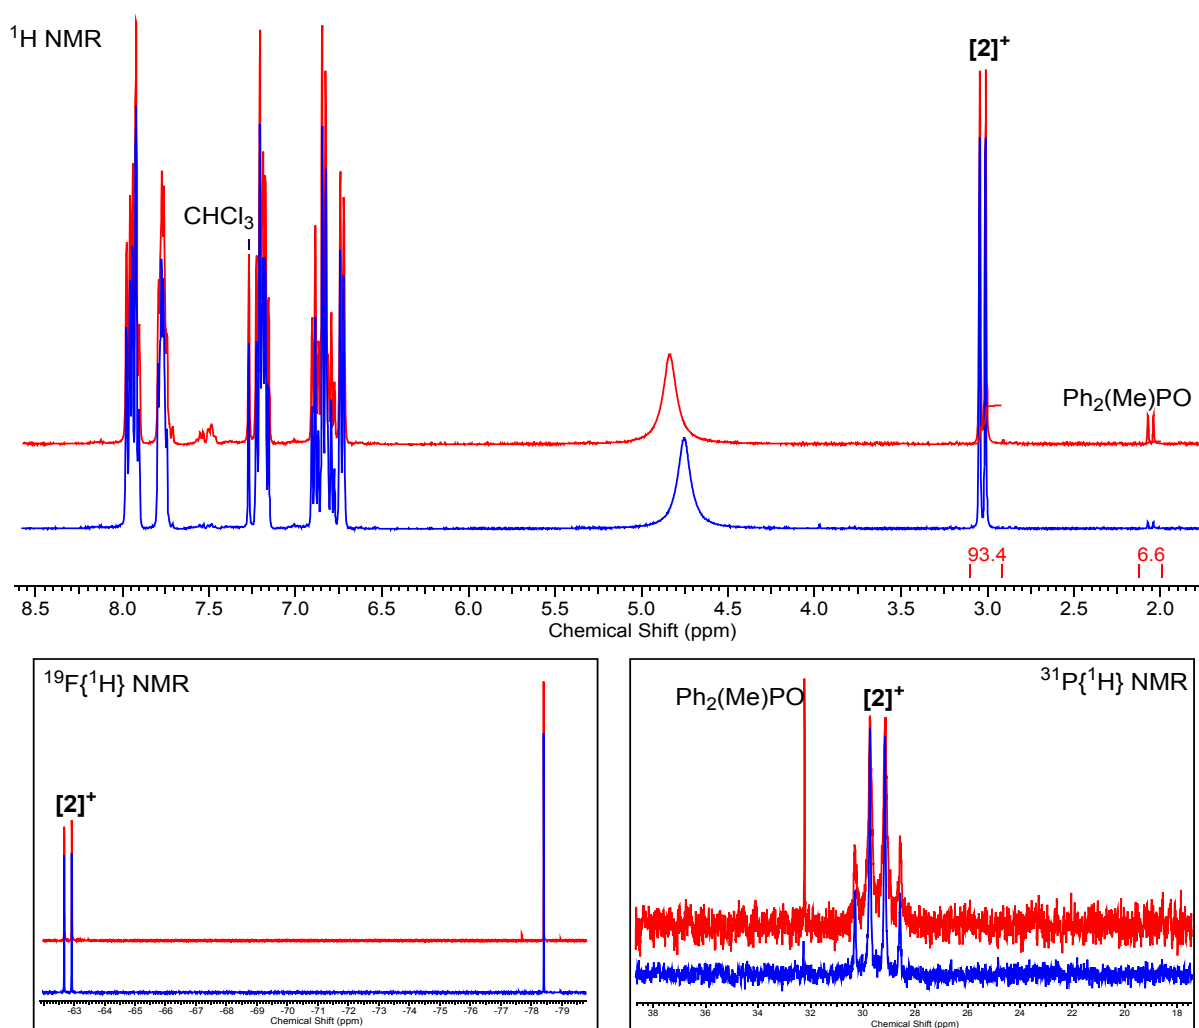 ¹H NMR
[2]⁺
CHCl₃
Ph₂(Me)PO
93.4 6.6
8.5 8.0 7.5 7.0 6.5 6.0 5.5 5.0 4.5 4.0 3.5 3.0 2.5 2.0
Chemical Shift (ppm)
¹⁹F{¹H} NMR
[2]⁺
-63 -64 -65 -66 -67 -68 -69 -70 -71 -72 -73 -74 -75 -76 -77 -78 -79
Chemical Shift (ppm)
³¹P{¹H} NMR
Ph₂(Me)PO [2]⁺
38 36 34 32 30 28 26 24 22 20 18
Chemical Shift (ppm)